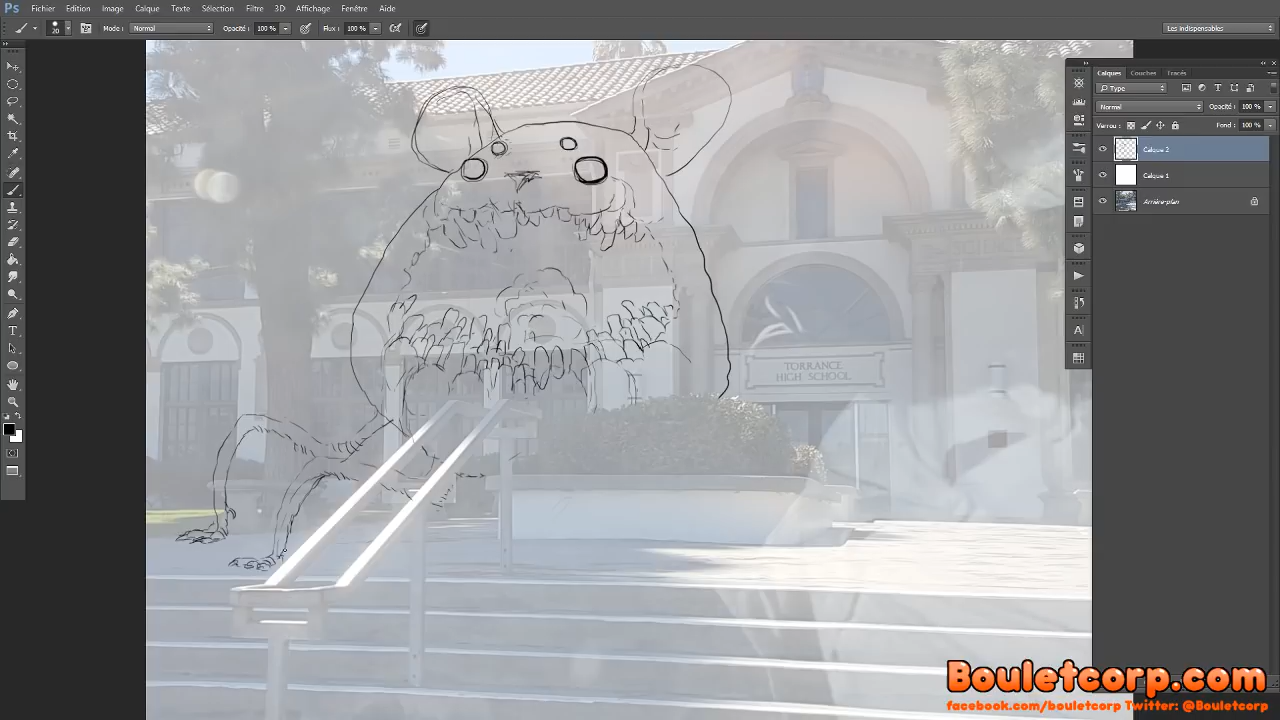 Ps Fichier Edition Image Calque Texte Sélection Filtre 3D Affichage Fenêtre Aide
20 Mode : Normal Opacité : 100 % Flux : 100 % Les indispensables
Calques Couches Tracés
Type
Normal Opacité : 100 %
Verrou : Fond : 100 %
Calque 2
Calque 1
Arrière-plan
TORRANCE
HIGH SCHOOL
Bouletcorp.com
facebook.com/bouletcorp Twitter: @Bouletcorp